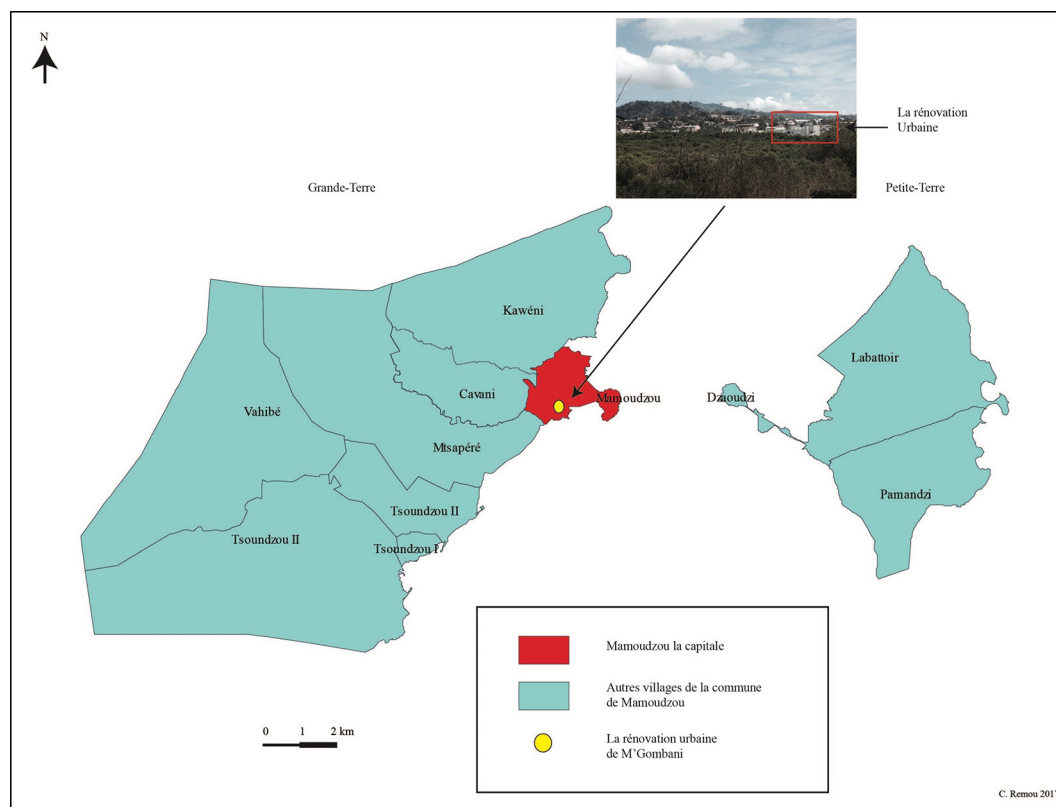 N
La rénovation
Urbaine
Grande-Terre
Petite-Terre
Kawéni
Labattoir
Cavani
Mamoudzou
Dzaoudzi
Vahibé
Mtsapéré
Pamandzi
Tsoundzou II
Tsoundzou II
Tsoundzou I
Mamoudzou la capitale
Autres villages de la commune
de Mamoudzou
0 1 2 km
La rénovation urbaine
de M'Gombani
C. Remou 2017